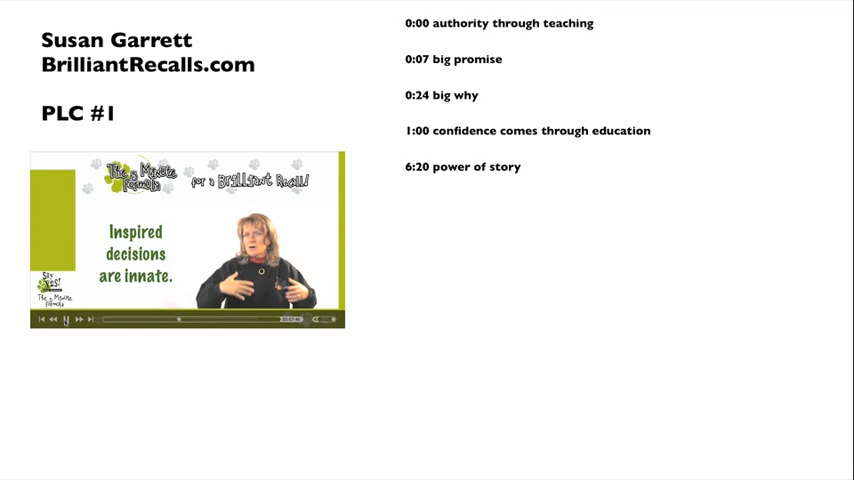 Susan Garrett
BrilliantRecalls.com
PLC #1
The 5 Minute
Formula
for a Brilliant Recall!
Inspired
decisions
are innate.
Say
YES!
The 5 Minute
Formula
0:00 authority through teaching
0:07 big promise
0:24 big why
1:00 confidence comes through education
6:20 power of story